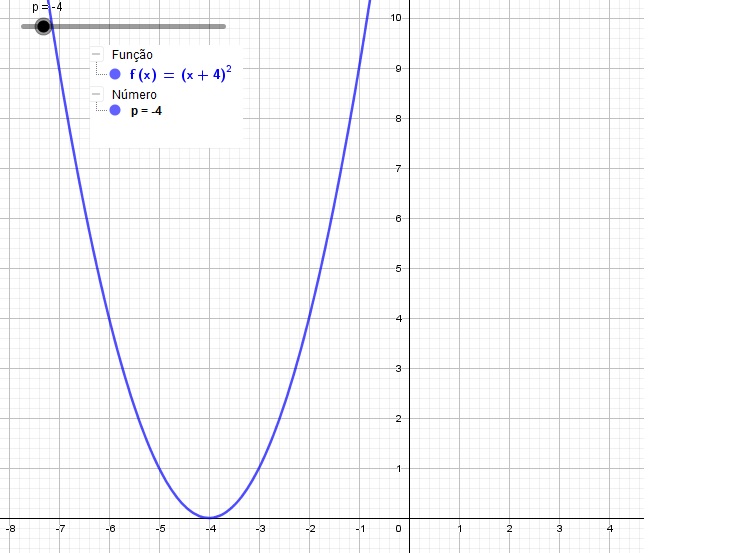 p = -4
Função
f(x) = (x + 4)²
Número
p = -4
10
9
8
7
6
5
4
3
2
1
-8 -7 -6 -5 -4 -3 -2 -1 0 1 2 3 4